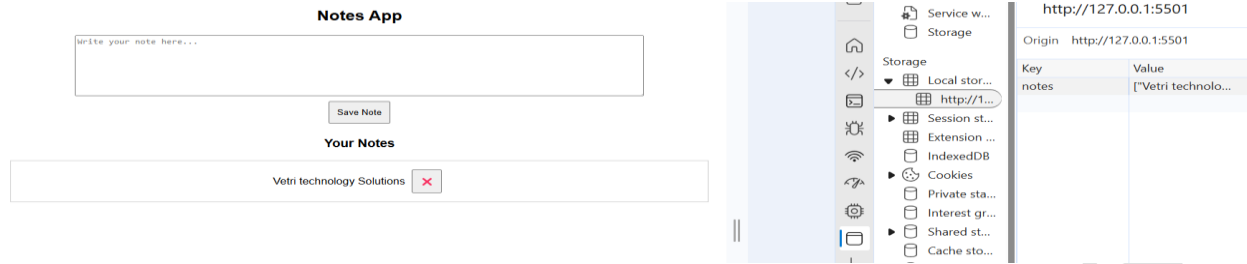 Notes App
Write your note here...
Save Note
Your Notes
Vetri technology Solutions
Service w...
Storage
Storage
Local stor...
http://1...
Session st...
Extension ...
IndexedDB
Cookies
Private sta...
Interest gr...
Shared st...
Cache sto...
http://127.0.0.1:5501
Origin http://127.0.0.1:5501
Key Value
notes ["Vetri technolo...